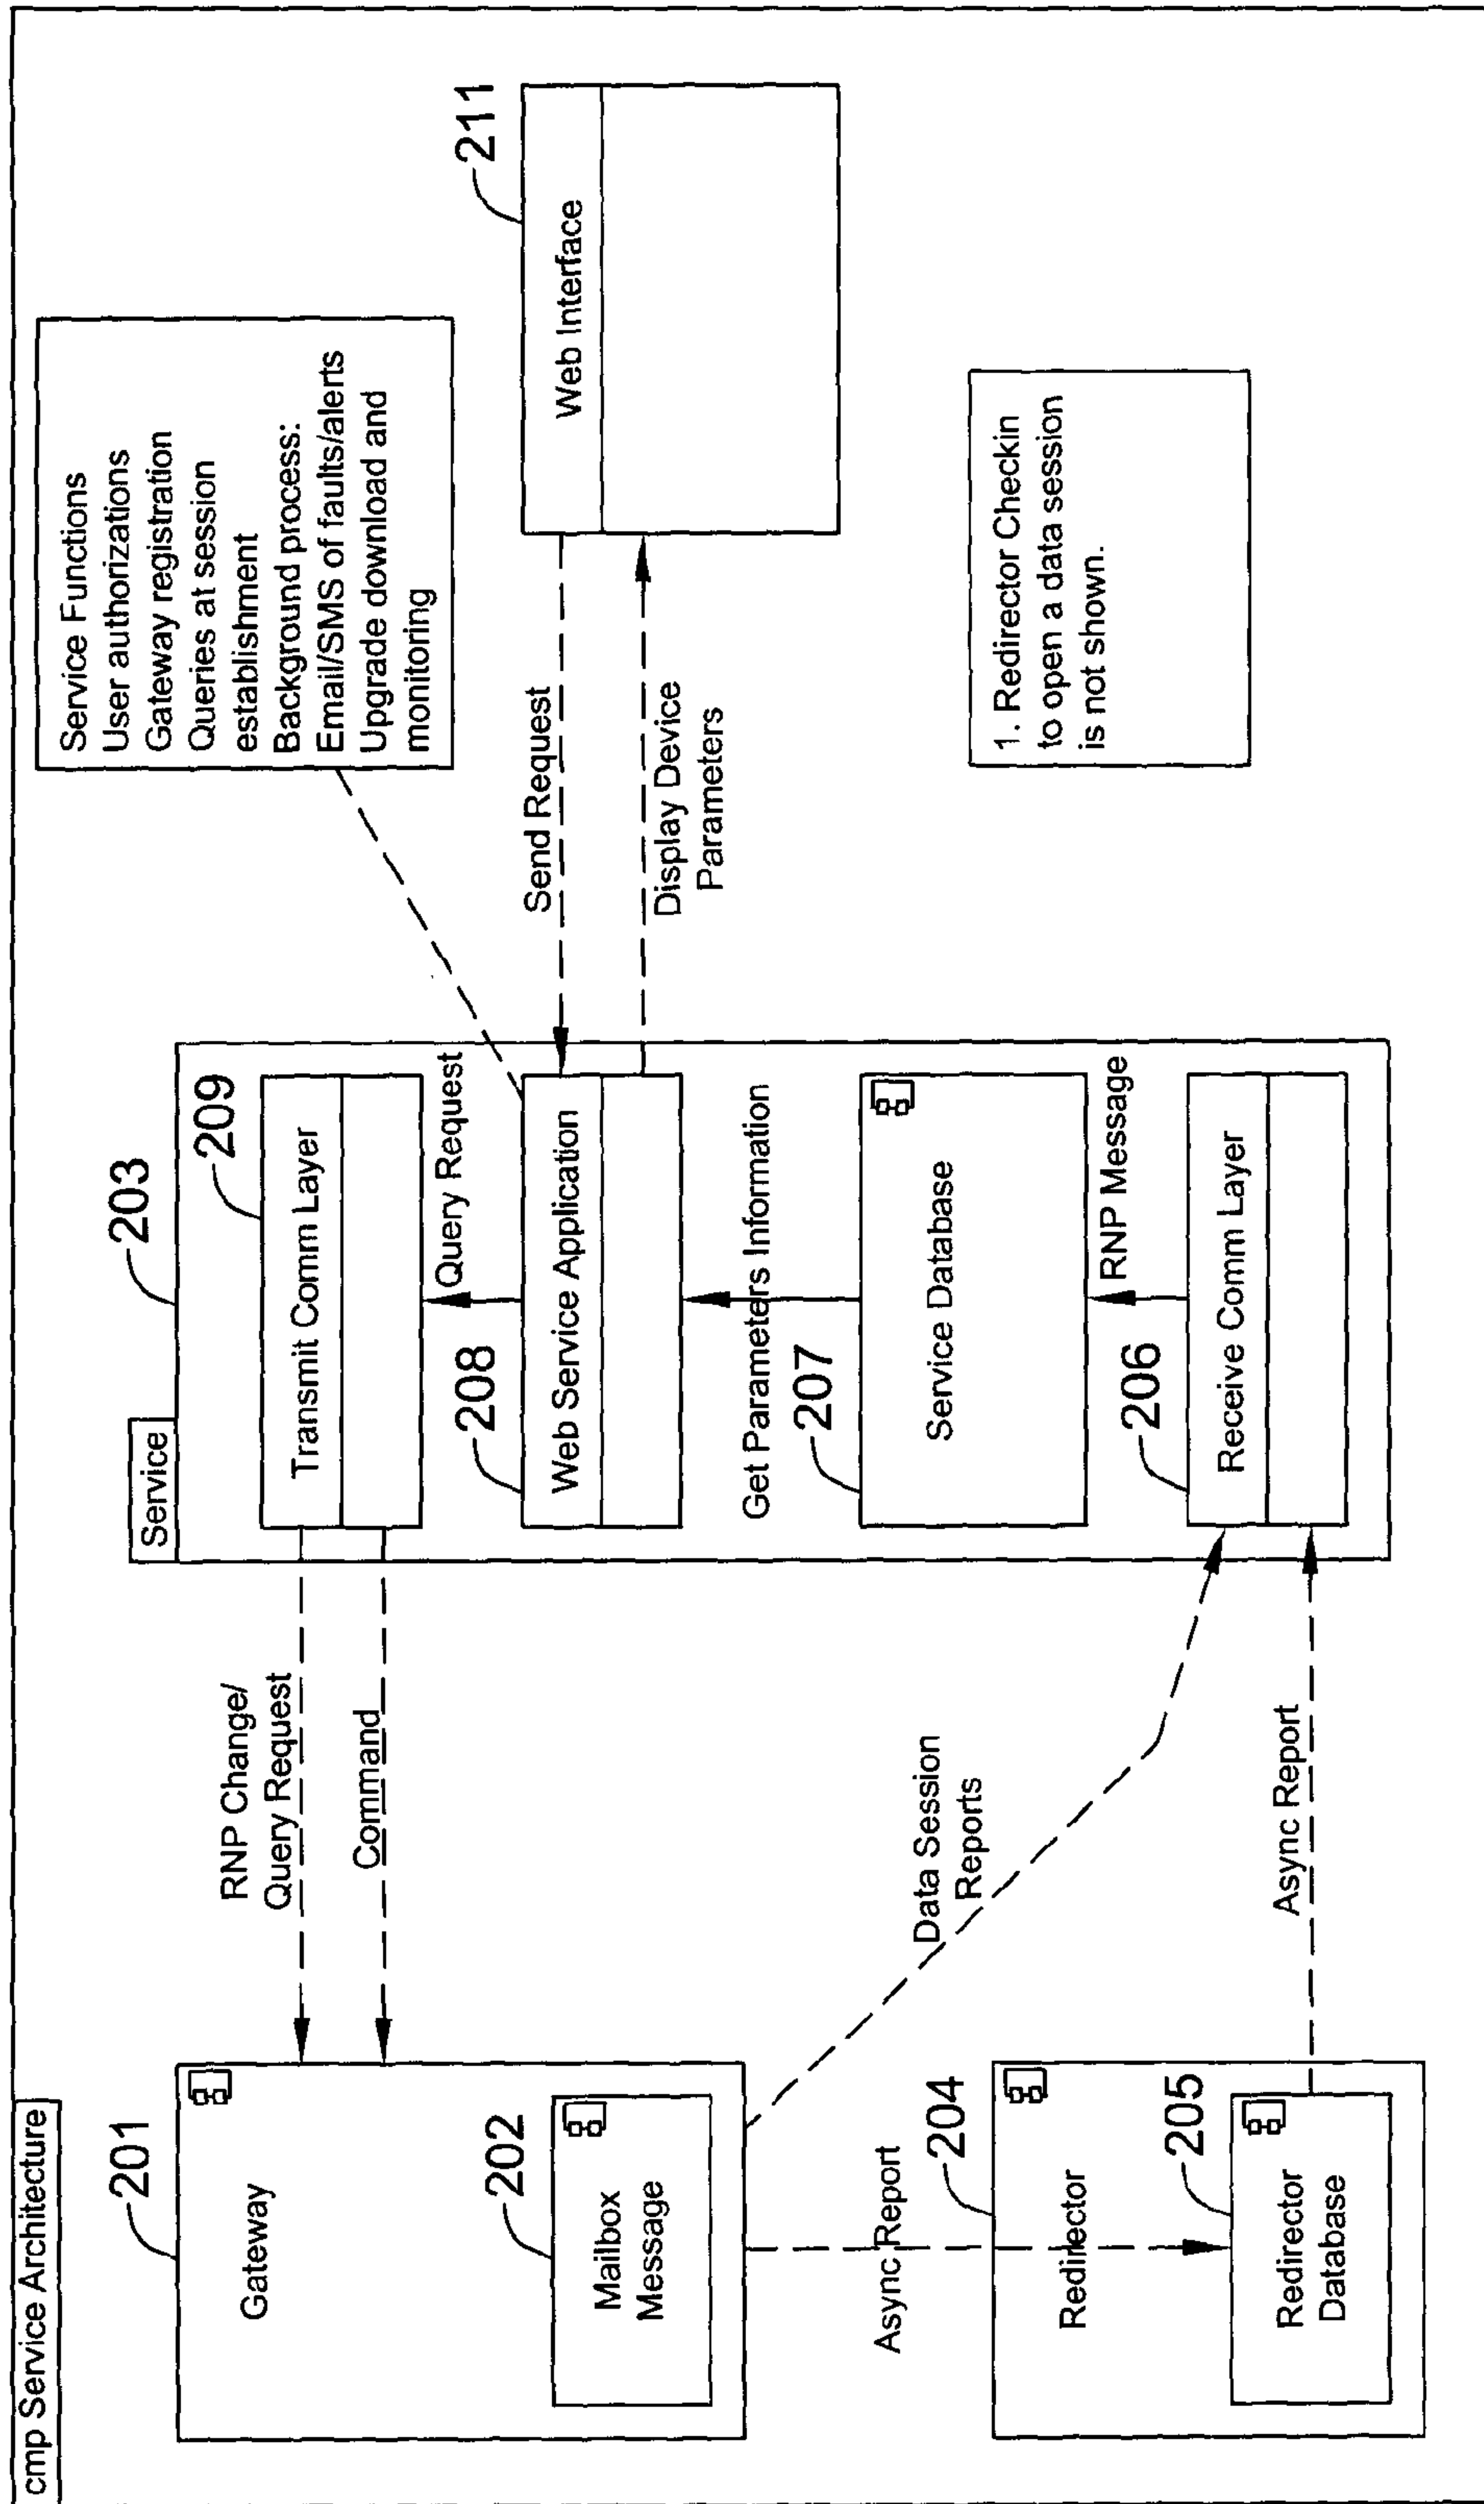 cmp Service Architecture
201
Gateway
202
Mailbox
Message
RNP Change/
Query Request
Command
Data Session
Reports
Async Report
204
Redirector
205
Redirector
Database
Async Report
203
Service
209
Transmit Comm Layer
Query Request
208
Web Service Application
Get Parameters Information
207
Service Database
RNP Message
206
Receive Comm Layer
Service Functions
User authorizations
Gateway registration
Queries at session
establishment
Background process:
Email/SMS of faults/alerts
Upgrade download and
monitoring
Send Request
Display Device
Parameters
211
Web Interface
1. Redirector Checkin
to open a data session
is not shown.